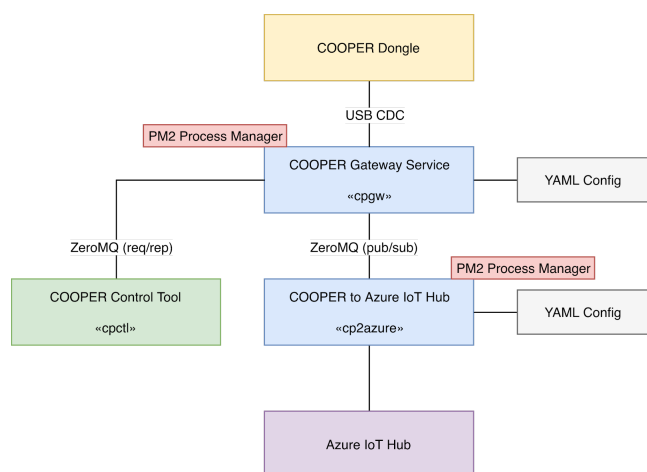 COOPER Dongle
USB CDC
PM2 Process Manager
COOPER Gateway Service
«cpgw»
YAML Config
ZeroMQ (req/rep)
ZeroMQ (pub/sub)
PM2 Process Manager
COOPER Control Tool
«cpctl»
COOPER to Azure IoT Hub
«cp2azure»
YAML Config
Azure IoT Hub